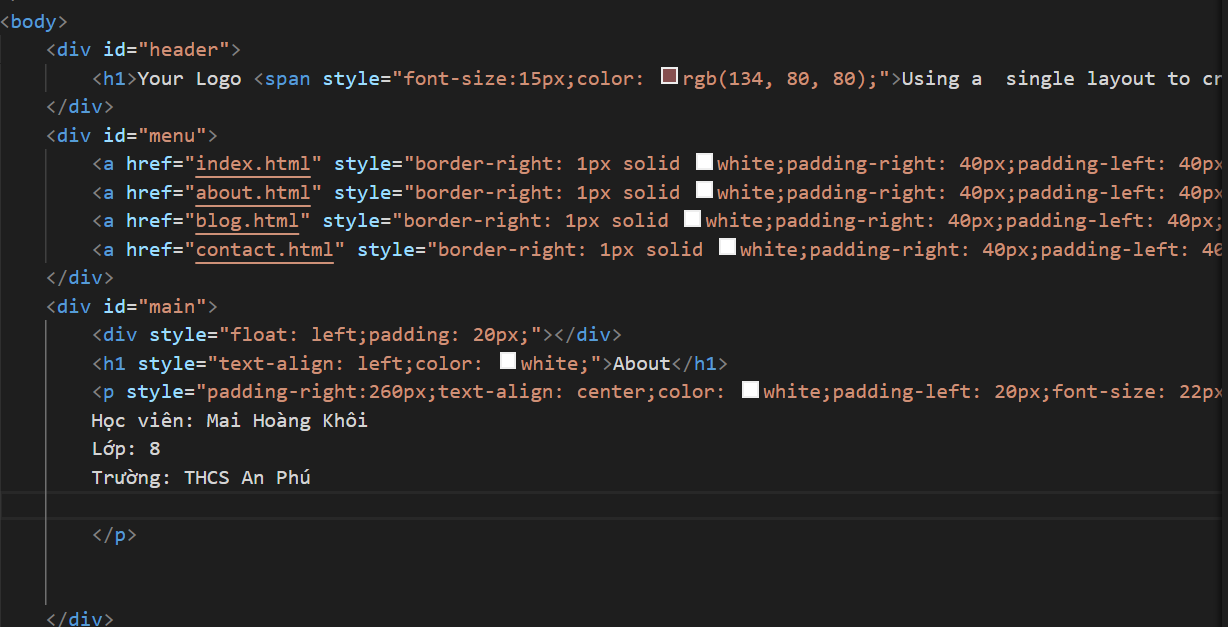 <body>
<div id="header">
<h1>Your Logo <span style="font-size:15px;color: rgb(134, 80, 80);">Using a  single layout to cr
</div>
<div id="menu">
<a href="index.html" style="border-right: 1px solid white;padding-right: 40px;padding-left: 40px
<a href="about.html" style="border-right: 1px solid white;padding-right: 40px;padding-left: 40px
<a href="blog.html" style="border-right: 1px solid white;padding-right: 40px;padding-left: 40px;
<a href="contact.html" style="border-right: 1px solid white;padding-right: 40px;padding-left: 40
</div>
<div id="main">
<div style="float: left;padding: 20px;"></div>
<h1 style="text-align: left;color: white;">About</h1>
<p style="padding-right:260px;text-align: center;color: white;padding-left: 20px;font-size: 22px
Học viên: Mai Hoàng Khôi
Lớp: 8
Trường: THCS An Phú
</p>
</div>